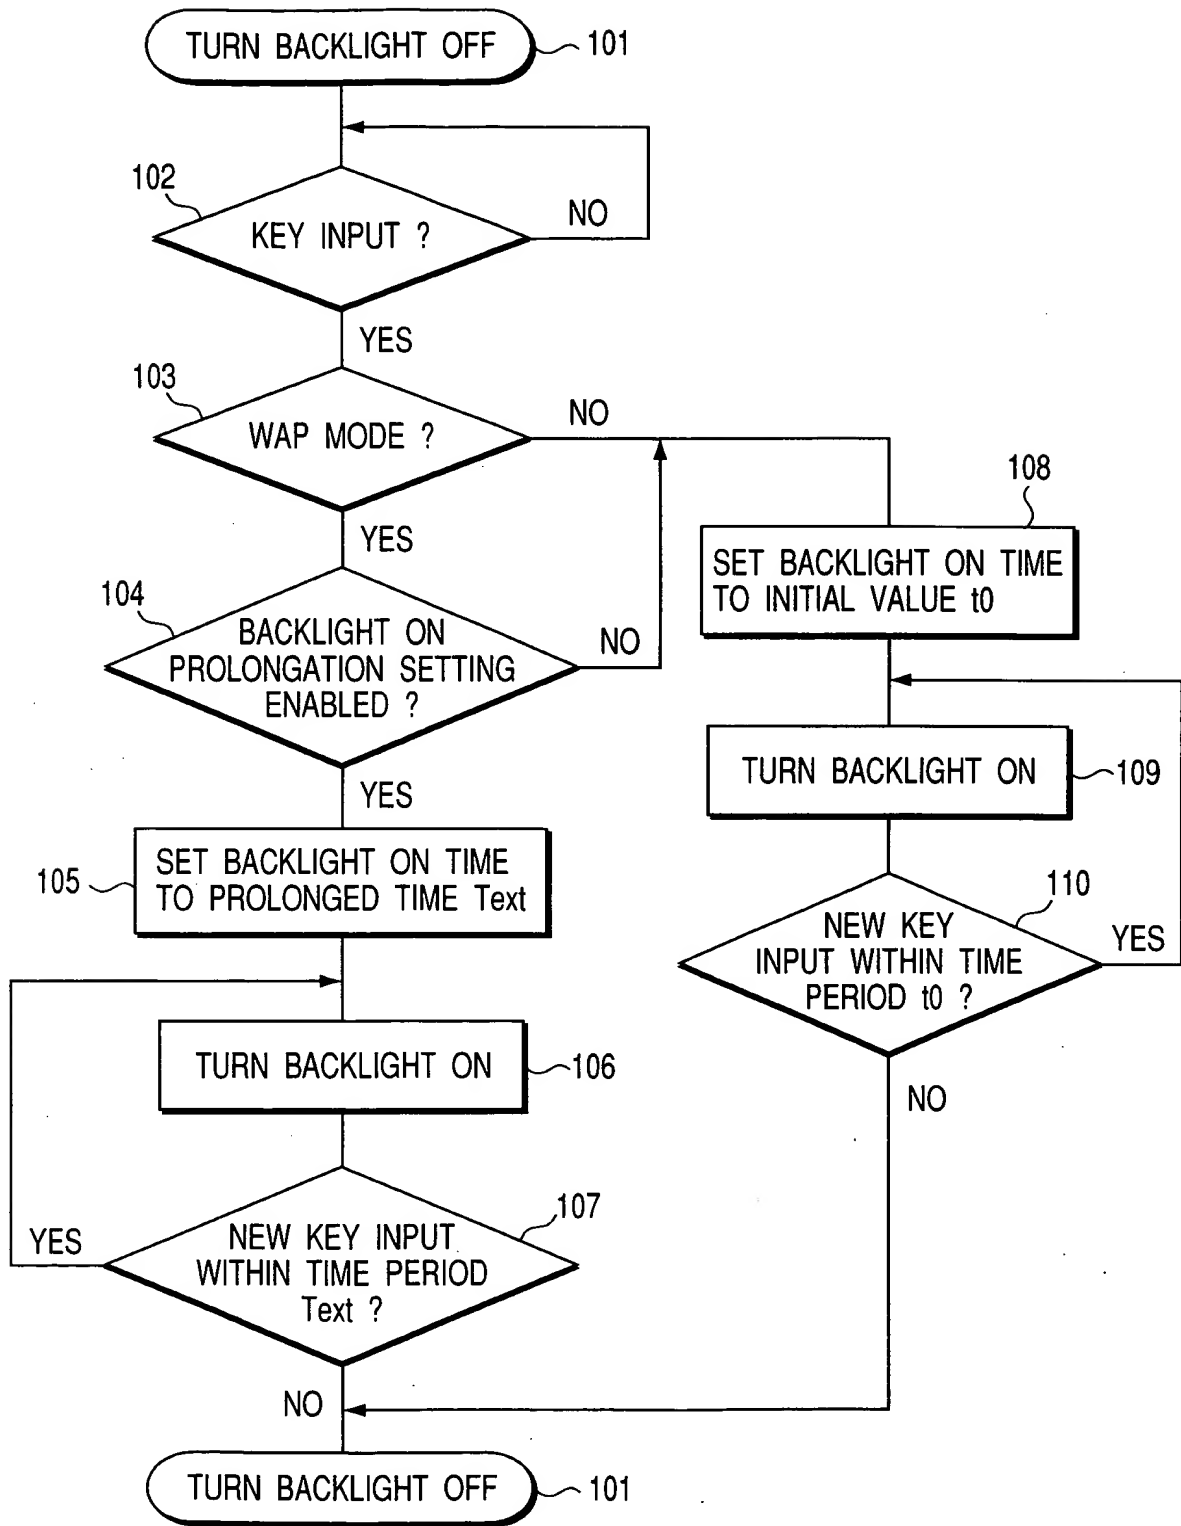 TURN BACKLIGHT OFF
101
102
KEY INPUT ?
NO
YES
103
WAP MODE ?
NO
YES
104
BACKLIGHT ON
PROLONGATION SETTING
ENABLED ?
NO
YES
105
SET BACKLIGHT ON TIME
TO PROLONGED TIME Text
TURN BACKLIGHT ON
106
107
NEW KEY INPUT
WITHIN TIME PERIOD
Text ?
YES
NO
108
SET BACKLIGHT ON TIME
TO INITIAL VALUE t0
TURN BACKLIGHT ON
109
110
NEW KEY
INPUT WITHIN TIME
PERIOD t0 ?
YES
NO
TURN BACKLIGHT OFF
101